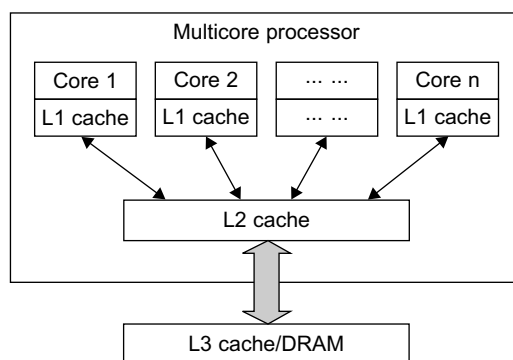 Multicore processor
Core 1 Core 2 ... ... Core n
L1 cache L1 cache ... ... L1 cache
L2 cache
L3 cache/DRAM